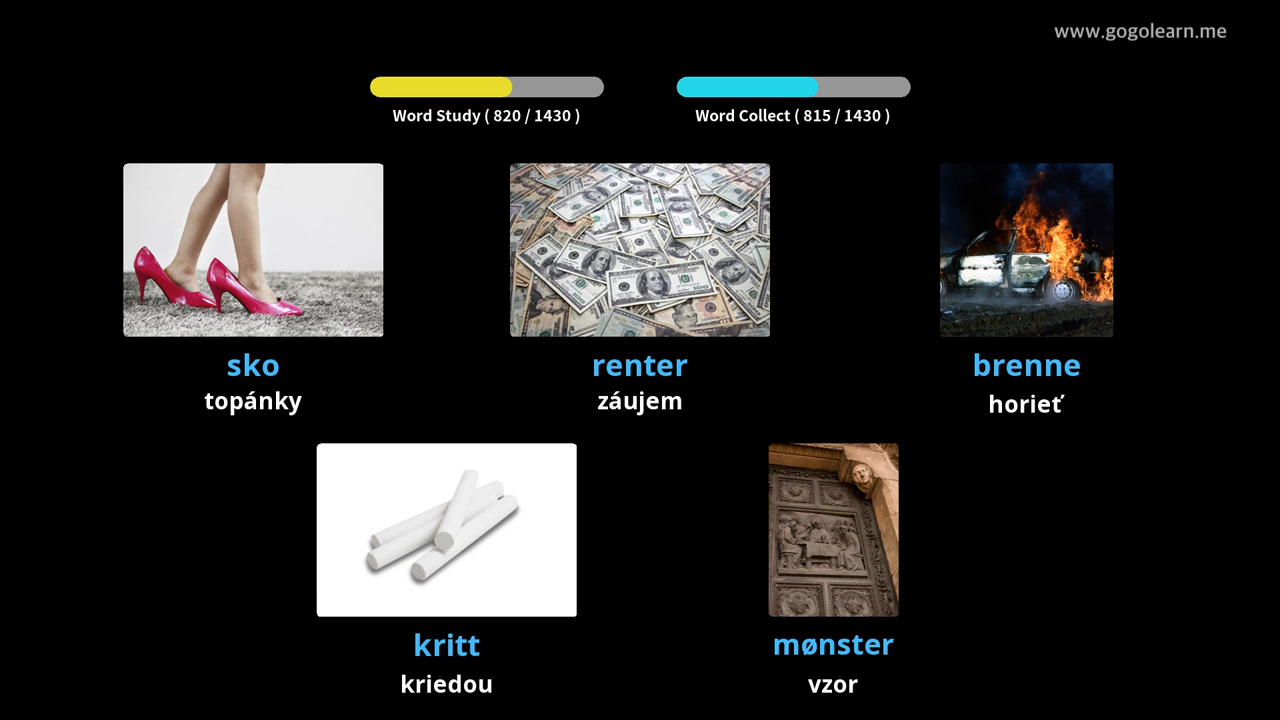 www.gogolearn.me
Word Study ( 820 / 1430 )
Word Collect ( 815 / 1430 )
sko
topánky
renter
záujem
brenne
horieť
kritt
kriedou
mønster
vzor